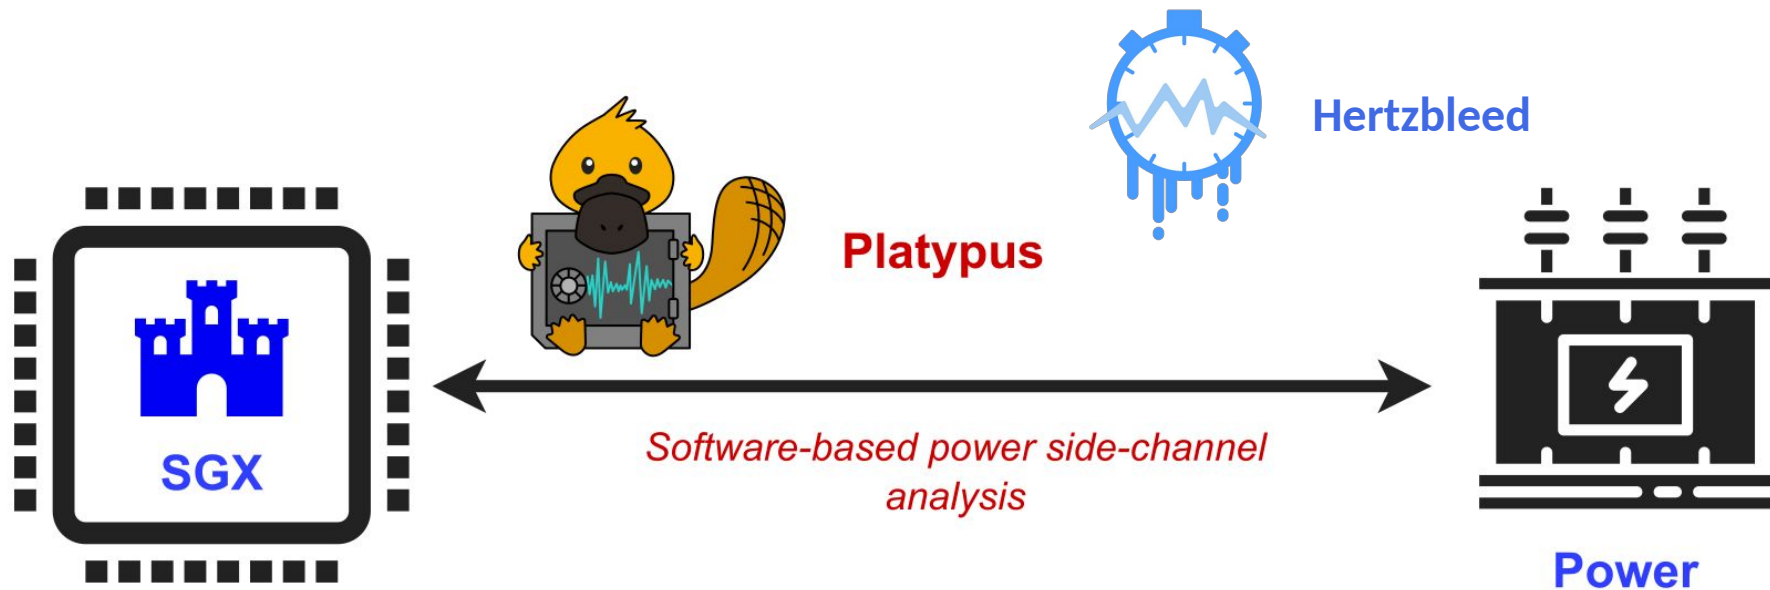 Hertzbleed
Platypus
SGX
Software-based power side-channel
analysis
Power